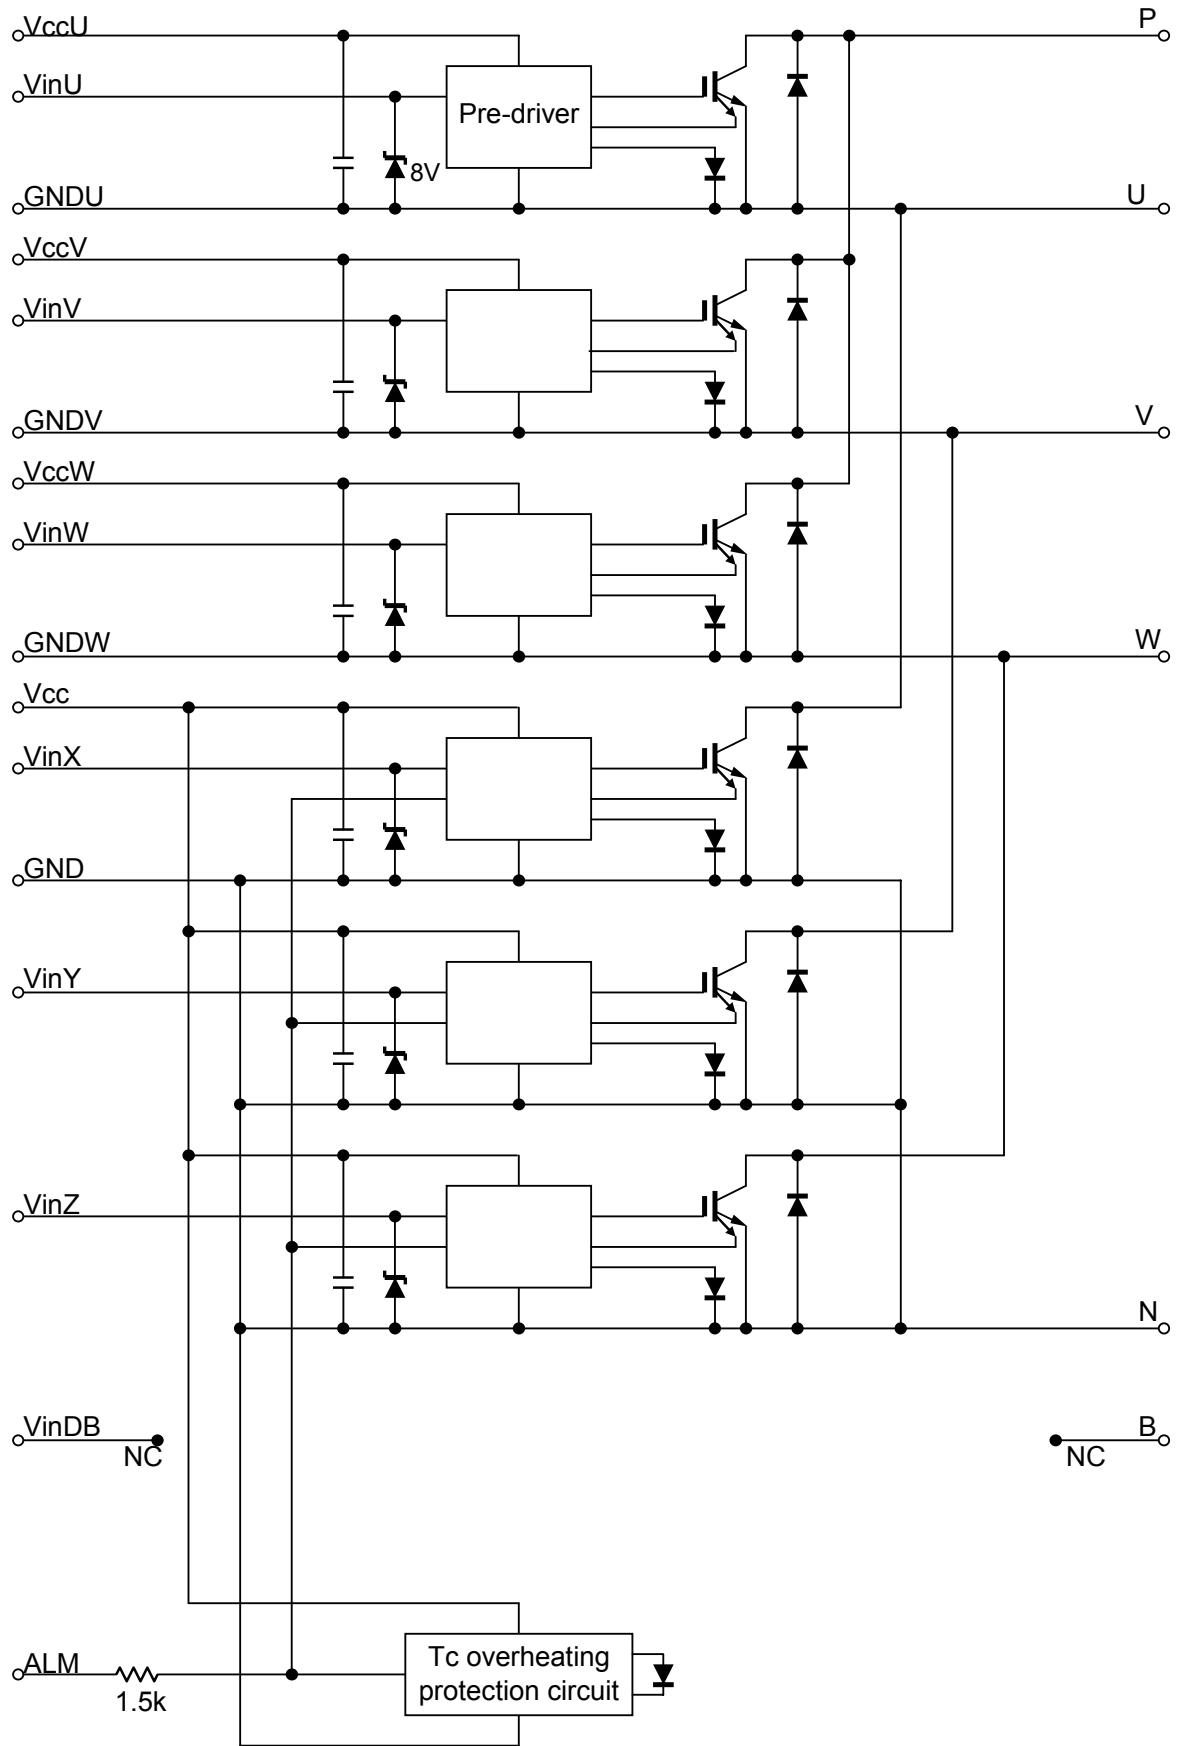 VccU
P
VinU
Pre-driver
8V
GNDU
U
VccV
VinV
GNDV
V
VccW
VinW
GNDW
W
Vcc
VinX
GND
VinY
VinZ
N
VinDB
NC
B
NC
ALM
1.5k
Tc overheating
protection circuit